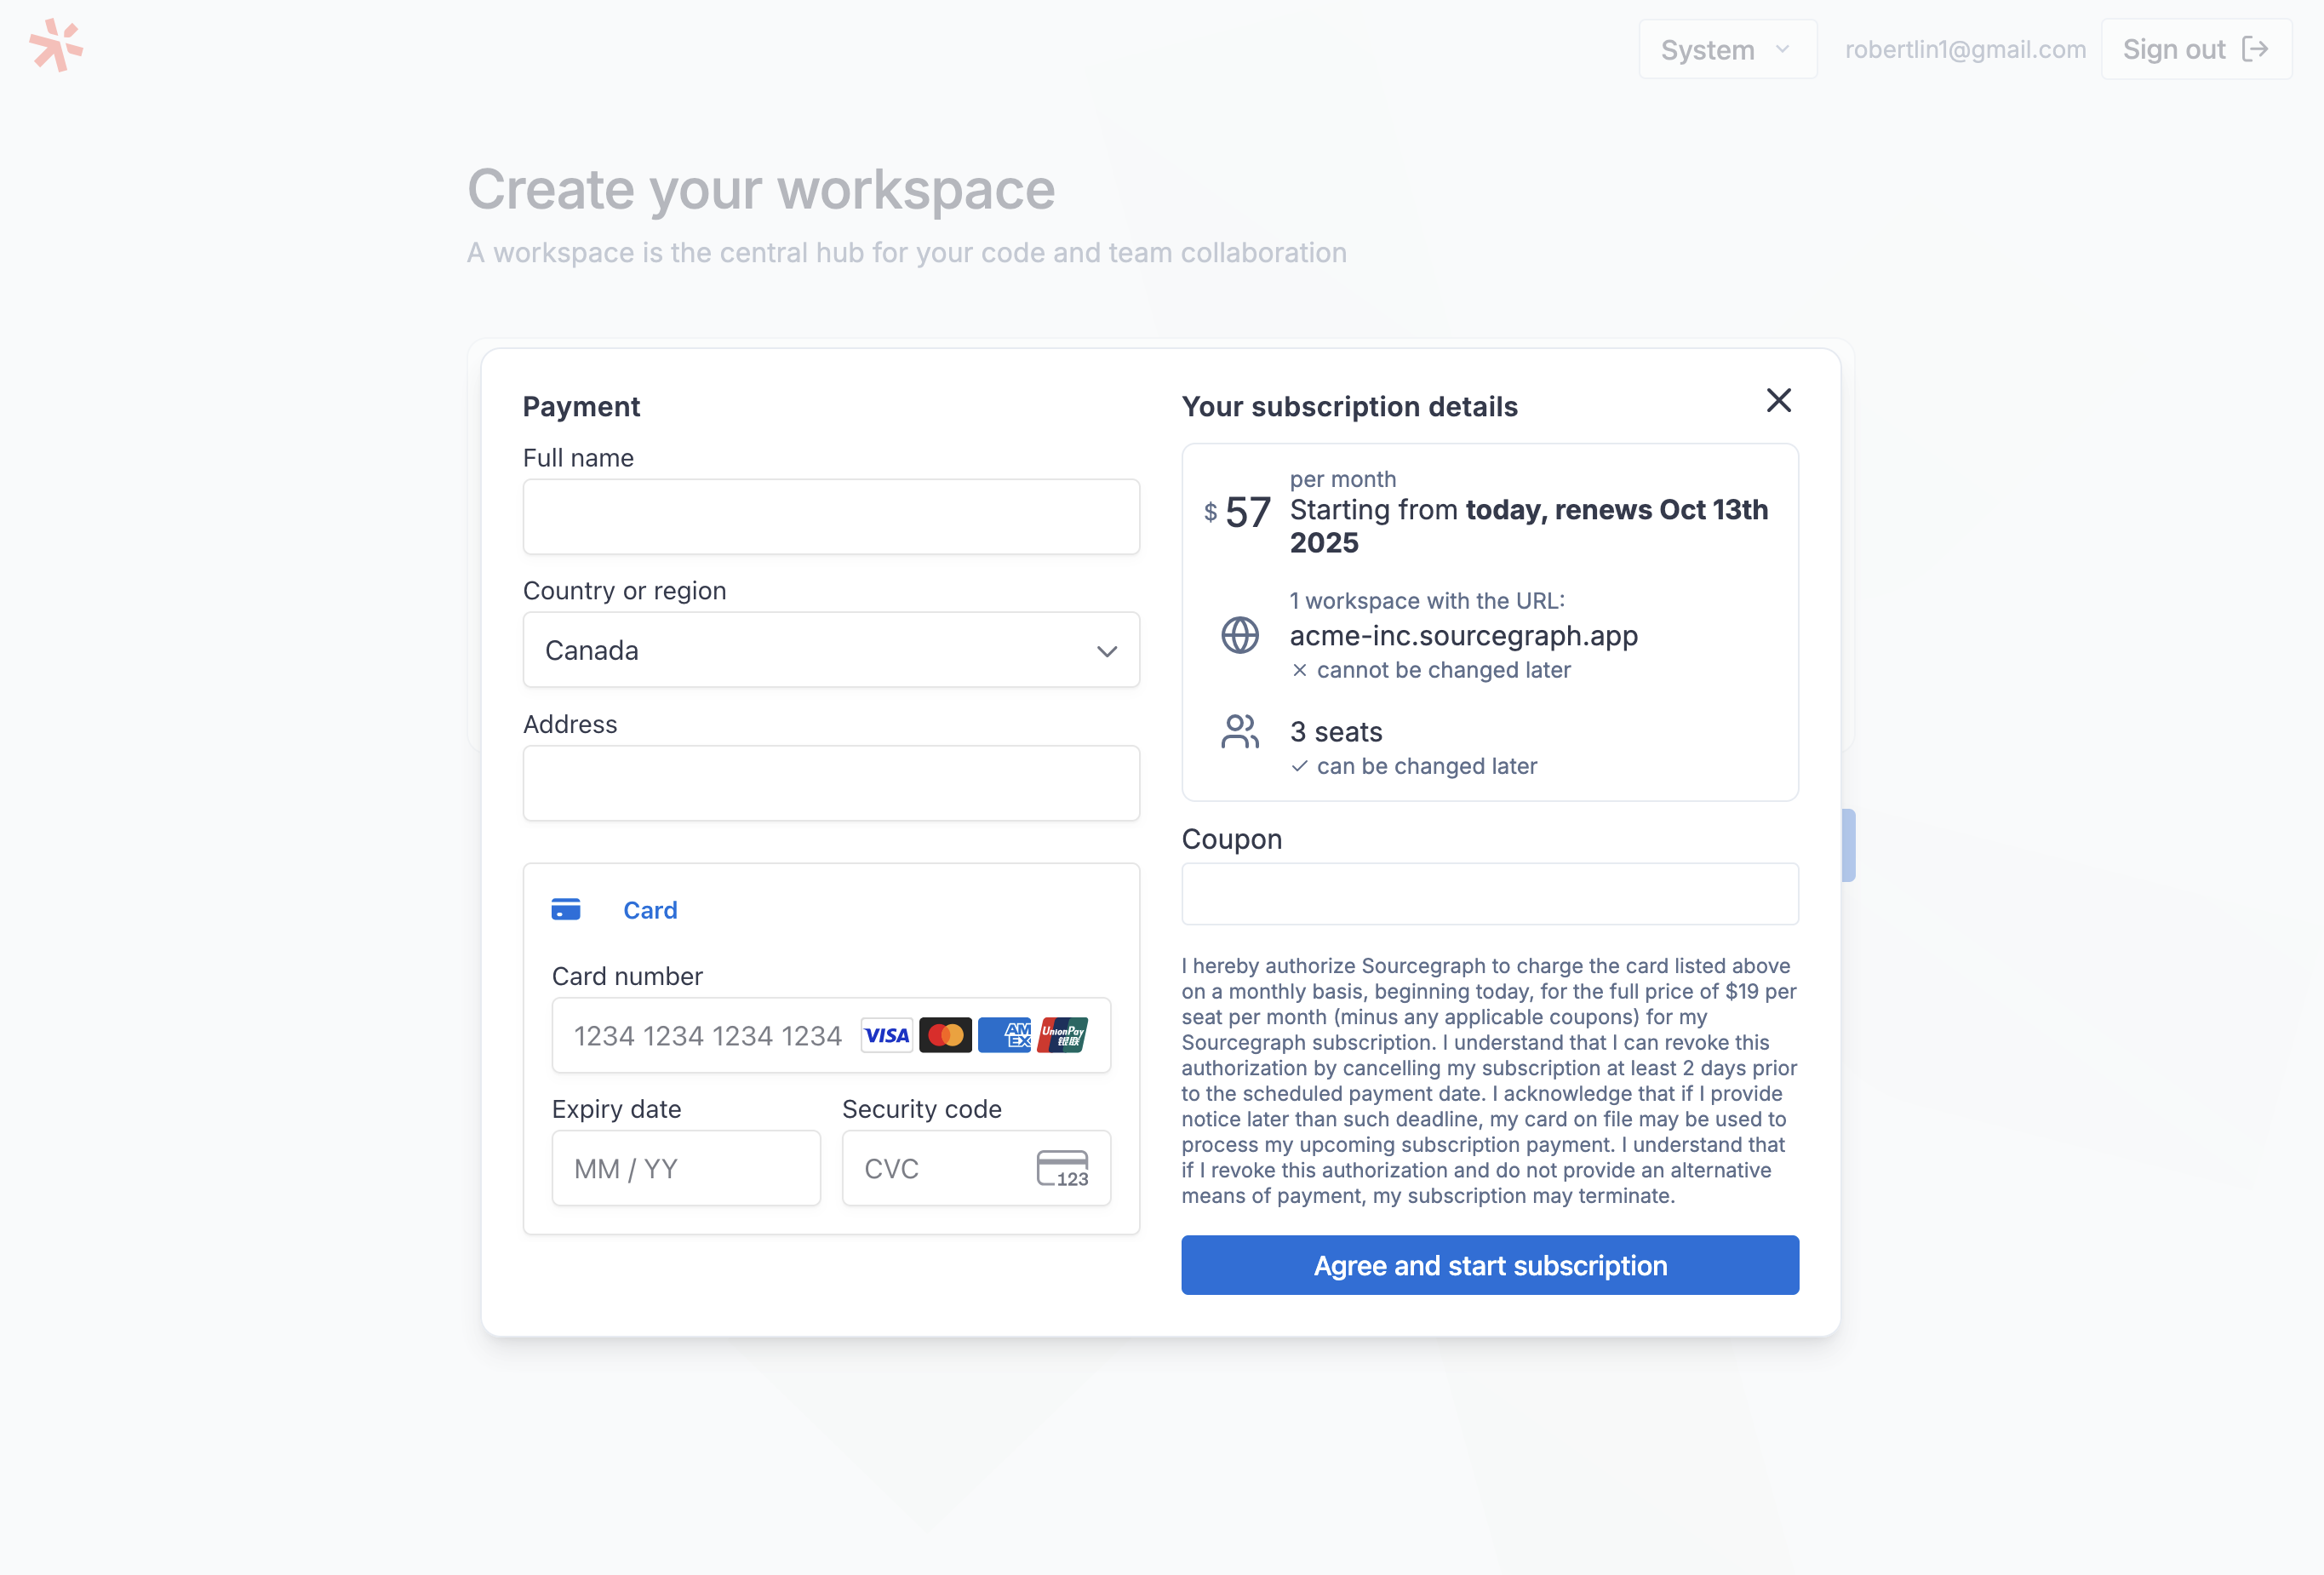 System
robertlin1@gmail.com
Sign out
Create your workspace
A workspace is the central hub for your code and team collaboration
Payment
Full name
Country or region
Canada
Address
Card
Card number
1234 1234 1234 1234
VISA
AM
EX
UnionPay
银联
Expiry date
Security code
MM / YY
CVC
123
Your subscription details
$ 57
per month
Starting from today, renews Oct 13th
2025
1 workspace with the URL:
acme-inc.sourcegraph.app
cannot be changed later
3 seats
can be changed later
Coupon
I hereby authorize Sourcegraph to charge the card listed above
on a monthly basis, beginning today, for the full price of $19 per
seat per month (minus any applicable coupons) for my
Sourcegraph subscription. I understand that I can revoke this
authorization by cancelling my subscription at least 2 days prior
to the scheduled payment date. I acknowledge that if I provide
notice later than such deadline, my card on file may be used to
process my upcoming subscription payment. I understand that
if I revoke this authorization and do not provide an alternative
means of payment, my subscription may terminate.
Agree and start subscription